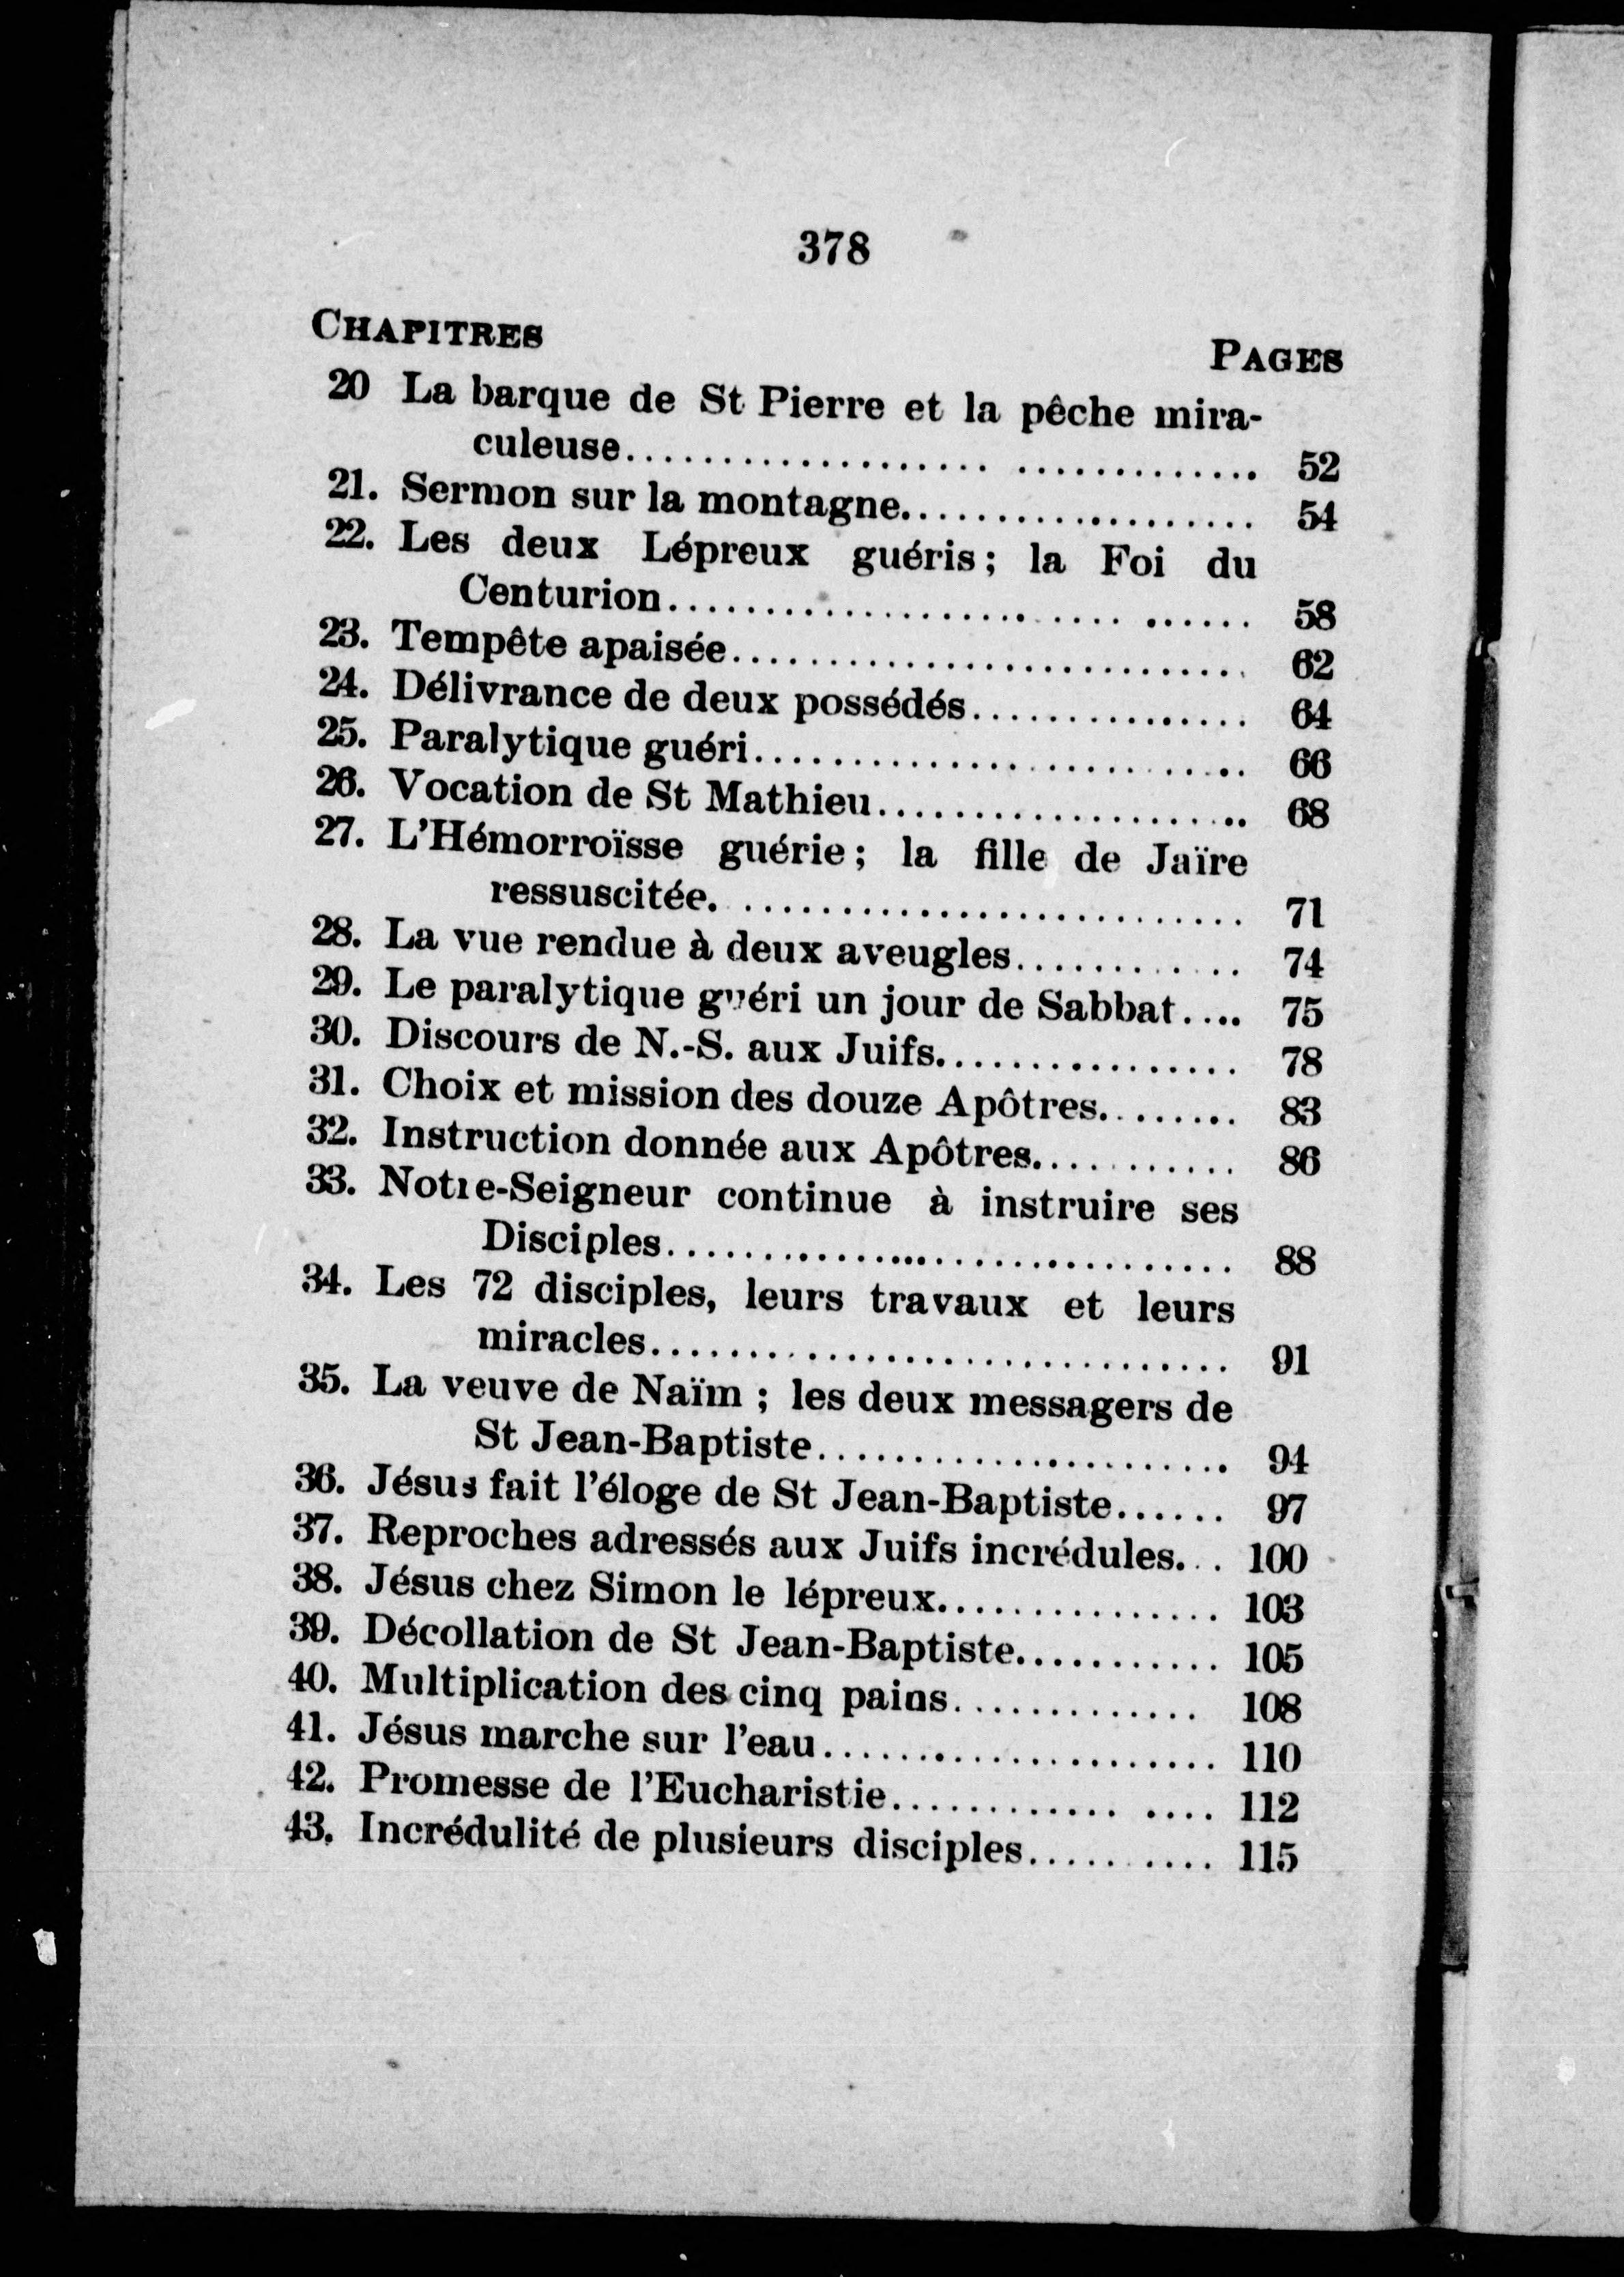 378
CHAPITRES
PAGES
20 La barque de St Pierre et la pêche mira-
culeuse.................... ............. 52
21. Sermon sur la montagne.................. 54
22. Les deux Lépreux guéris; la Foi du
Centurion........................ ...... 58
23. Tempête apaisée........................... 62
24. Délivrance de deux possédés............... 64
25. Paralytique guéri.......................... 66
26. Vocation de St Mathieu.................... 68
27. L'Hémorroïsse guérie; la fille de Jaïre
ressuscitée. ........................... 71
28. La vue rendue à deux aveugles............ 74
29. Le paralytique guéri un jour de Sabbat.... 75
30. Discours de N.-S. aux Juifs................ 78
31. Choix et mission des douze Apôtres........ 83
32. Instruction donnée aux Apôtres........... 86
33. Notre-Seigneur continue à instruire ses
Disciples.............................. 88
34. Les 72 disciples, leurs travaux et leurs
miracles.............................. 91
35. La veuve de Naïm ; les deux messagers de
St Jean-Baptiste...................... 94
36. Jésus fait l'éloge de St Jean-Baptiste...... 97
37. Reproches adressés aux Juifs incrédules... 100
38. Jésus chez Simon le lépreux............... 103
39. Décollation de St Jean-Baptiste........... 105
40. Multiplication des cinq pains............. 108
41. Jésus marche sur l'eau..................... 110
42. Promesse de l'Eucharistie............ .... 112
43. Incrédulité de plusieurs disciples.......... 115